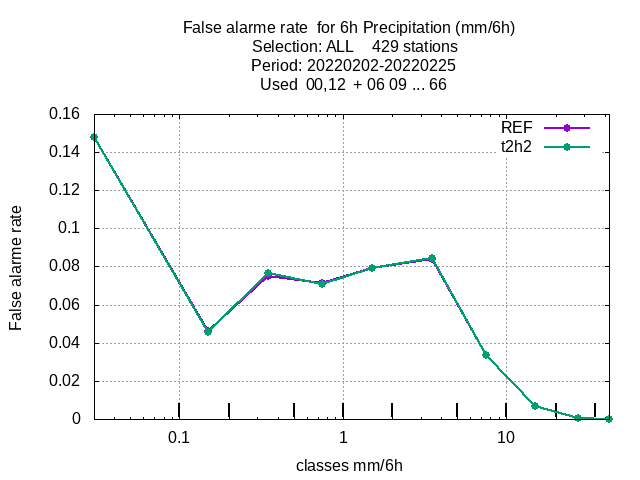 False alarme rate  for 6h Precipitation (mm/6h)
Selection: ALL    429 stations
Period: 20220202-20220225
Used  00,12  + 06 09 ... 66
REF
t2h2
0.16
0.14
0.12
0.1
0.08
0.06
0.04
0.02
0
False alarme rate
0.1
1
10
classes mm/6h